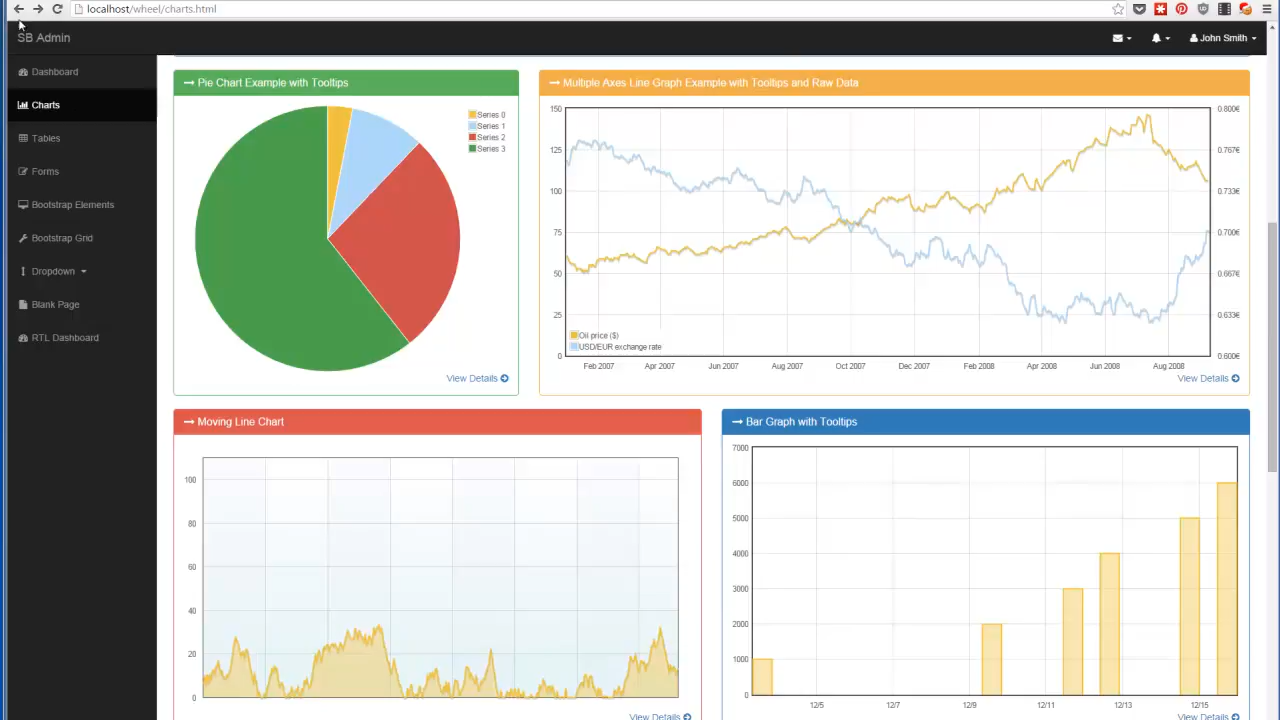 localhost/wheel/charts.html
SB Admin
John Smith
Dashboard
Charts
Tables
Forms
Bootstrap Elements
Bootstrap Grid
Dropdown
Blank Page
RTL Dashboard
Pie Chart Example with Tooltips
Series 0
Series 1
Series 2
Series 3
View Details
Multiple Axes Line Graph Example with Tooltips and Raw Data
150
125
100
75
50
25
0
0.800€
0.767€
0.733€
0.700€
0.667€
0.633€
0.600€
Oil price ($)
USD/EUR exchange rate
Feb 2007 Apr 2007 Jun 2007 Aug 2007 Oct 2007 Dec 2007 Feb 2008 Apr 2008 Jun 2008 Aug 2008
View Details
Moving Line Chart
100
80
60
40
20
0
View Details
Bar Graph with Tooltips
7000
6000
5000
4000
3000
2000
1000
0
12/5 12/7 12/9 12/11 12/13 12/15
View Details